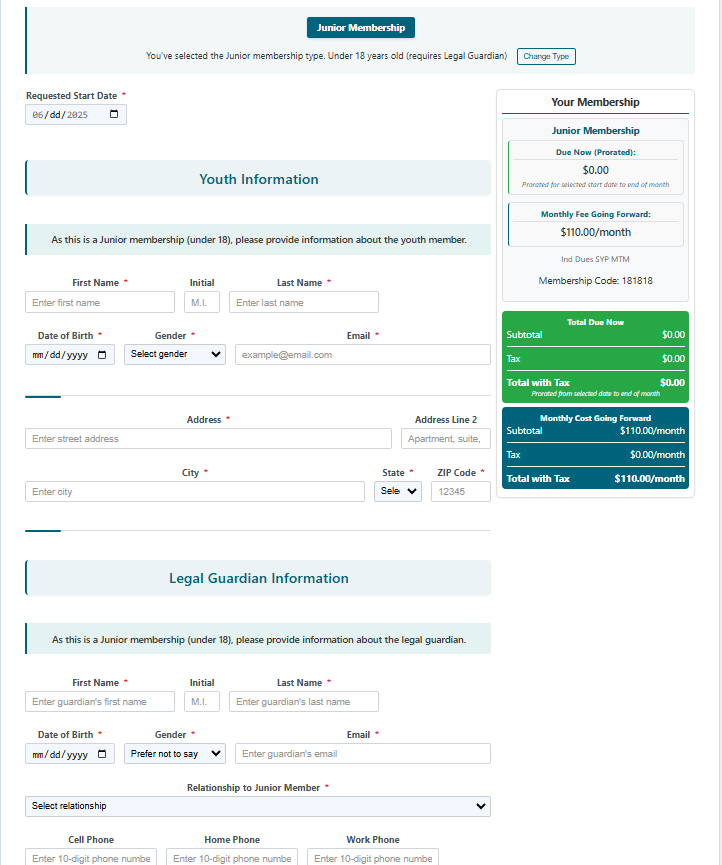 Junior Membership
You've selected the Junior membership type. Under 18 years old (requires Legal Guardian) Change Type
Requested Start Date *
06/dd/2025
Youth Information
As this is a Junior membership (under 18), please provide information about the youth member.
First Name * Initial Last Name *
Enter first name M.I. Enter last name
Date of Birth * Gender * Email *
mm/dd/yyyy Select gender example@email.com
Address * Address Line 2
Enter street address Apartment, suite,
City * State * ZIP Code *
Enter city Sele 12345
Legal Guardian Information
As this is a Junior membership (under 18), please provide information about the legal guardian.
First Name * Initial Last Name *
Enter guardian's first name M.I. Enter guardian's last name
Date of Birth * Gender * Email *
mm/dd/yyyy Prefer not to say Enter guardian's email
Relationship to Junior Member *
Select relationship
Cell Phone Home Phone Work Phone
Enter 10-digit phone numbe Enter 10-digit phone numbe Enter 10-digit phone numbe
Your Membership
Junior Membership
Due Now (Prorated):
$0.00
Prorated for selected start date to end of month
Monthly Fee Going Forward:
$110.00/month
Ind Dues SYP MTM
Membership Code: 181818
Total Due Now
Subtotal $0.00
Tax $0.00
Total with Tax $0.00
Prorated from selected date to end of month
Monthly Cost Going Forward
Subtotal $110.00/month
Tax $0.00/month
Total with Tax $110.00/month